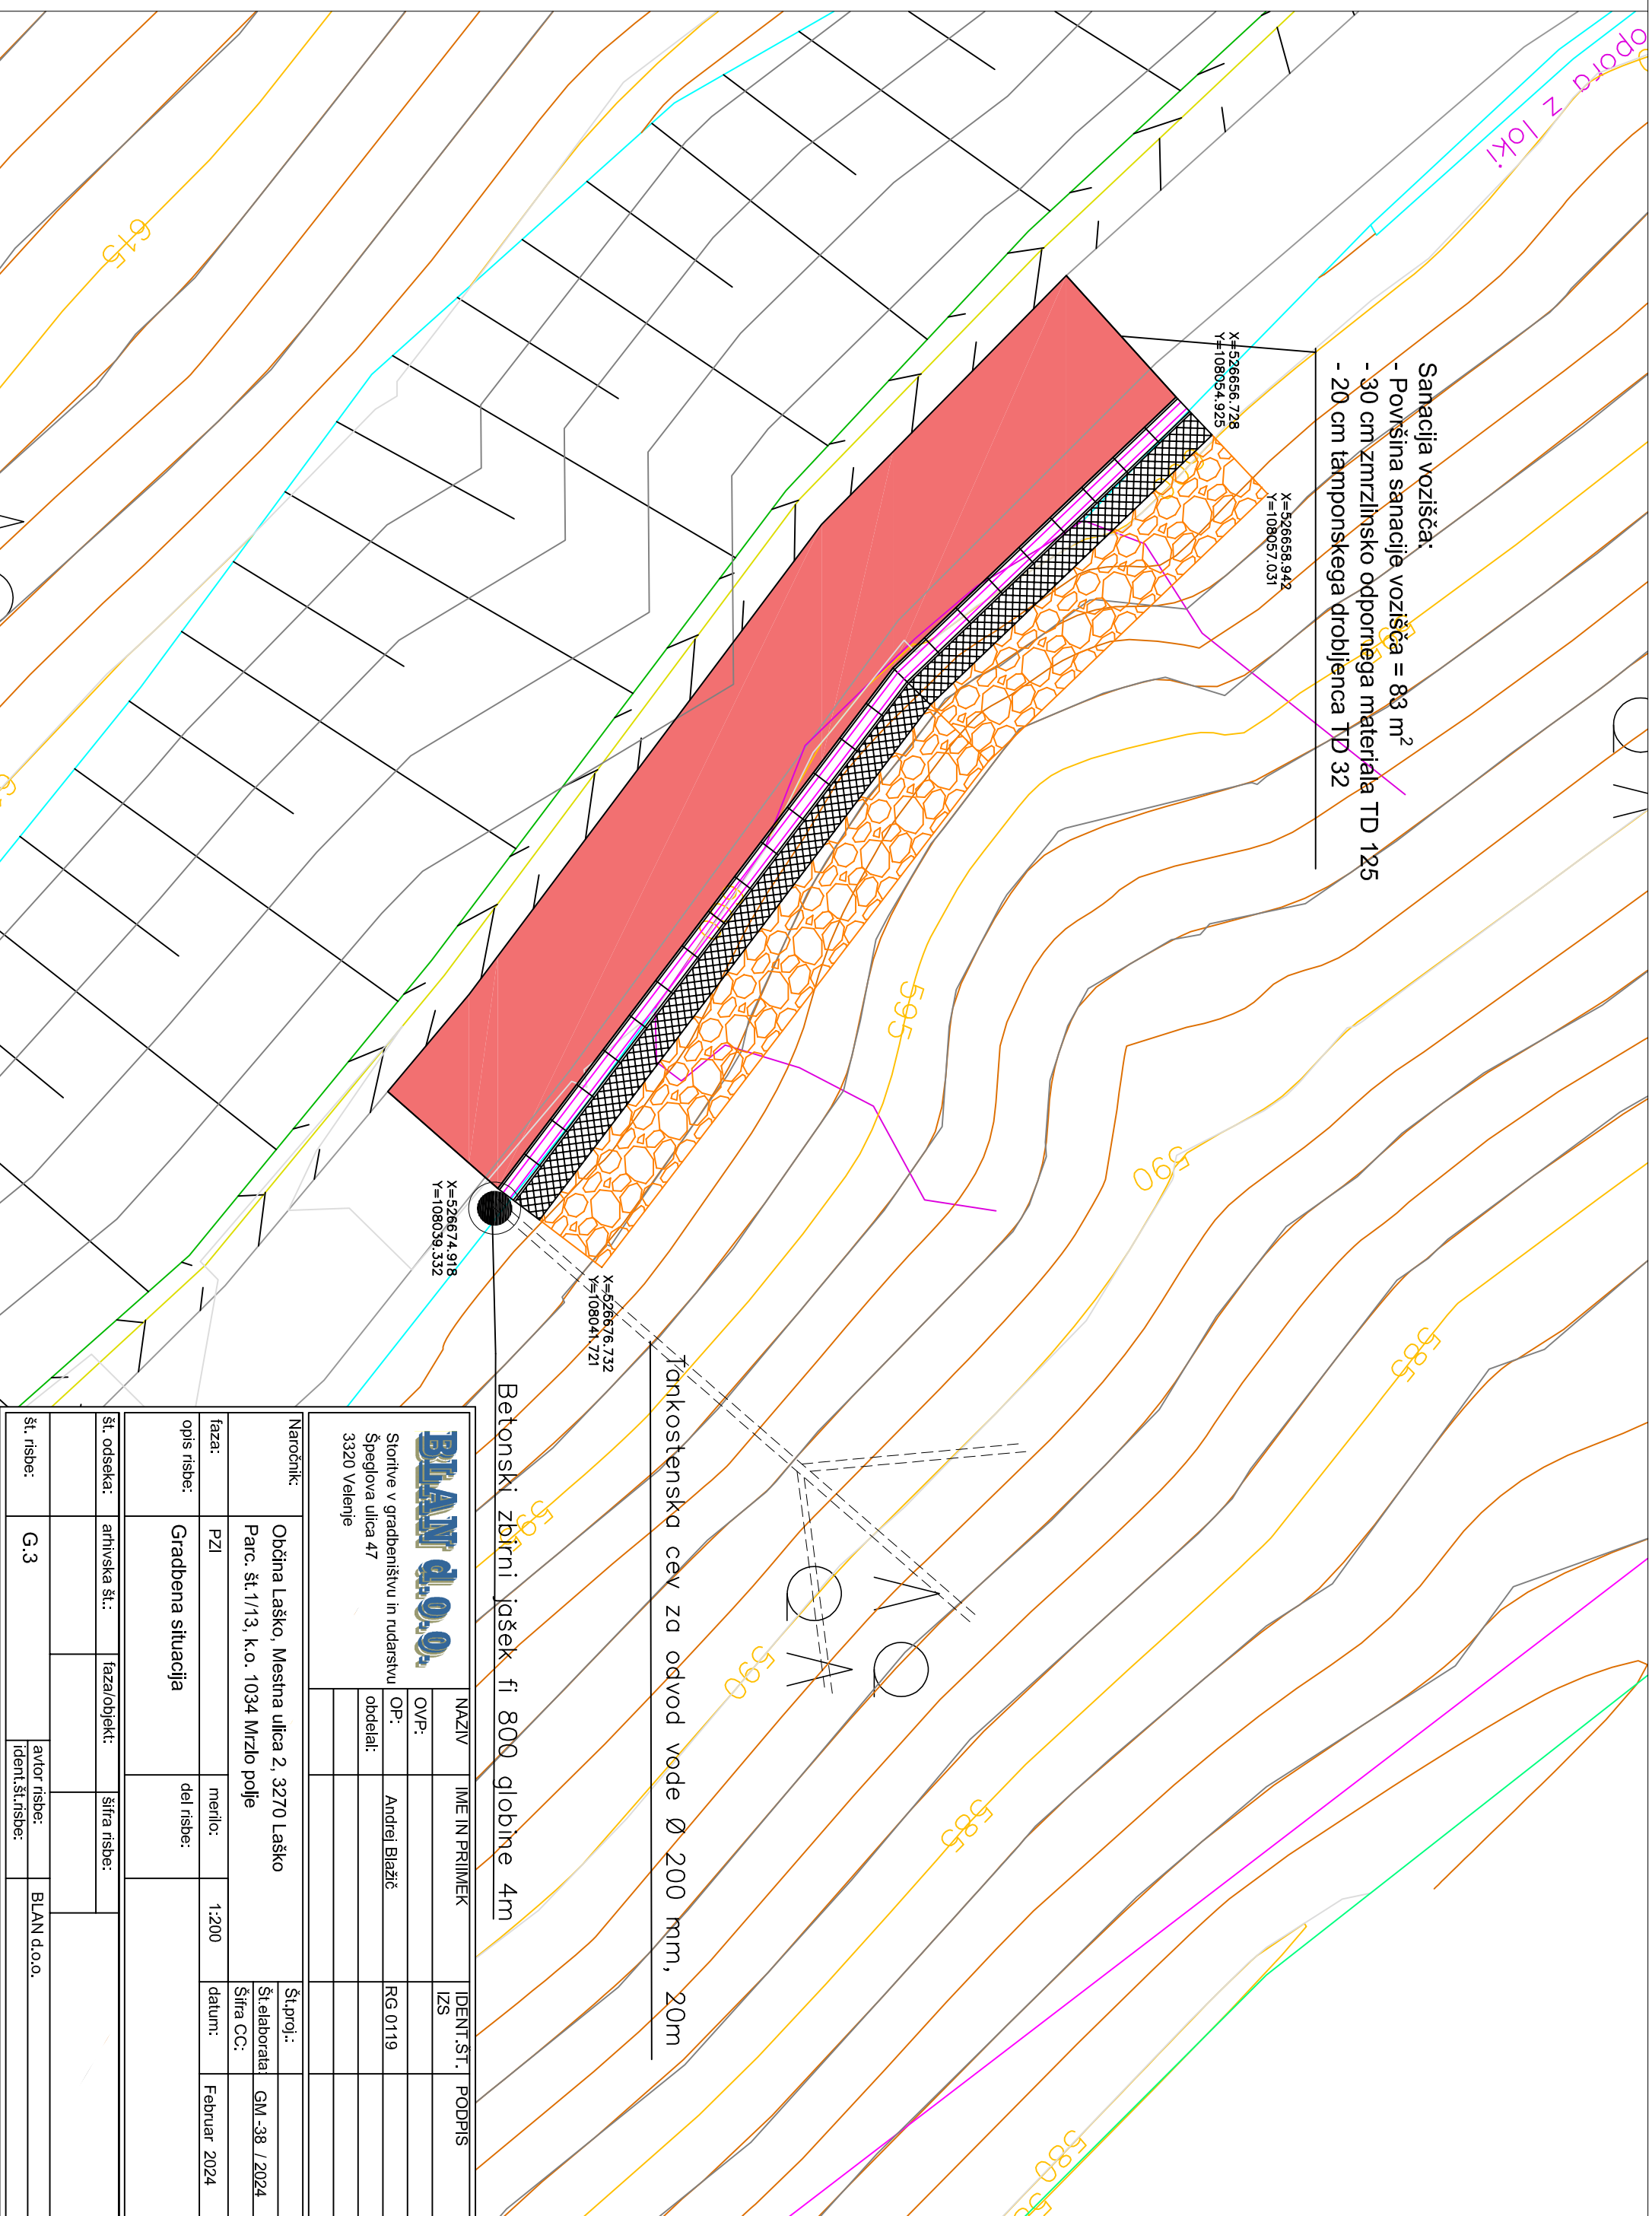 opora z loki
Sanacija vozišča:
- Površina sanacije vozišča = 83 m²
- 30 cm zmrzlinsko odpornega materiala TD 125
- 20 cm tamponskega drobljenca TD 32
X=526656.728
Y=108054.925
X=526658.942
Y=108057.031
X=526674.918
Y=108039.332
X=526676.732
Y=108041.721
615
595
590
585
595
590
585
580
Tankostenska cev za odvod vode Ø 200 mm, 20m
Betonski zbirni jašek fi 800 globine 4m
BLAN d.o.o.
Storitve v gradbeništvu in rudarstvu
Špeglova ulica 47
3320 Velenje
NAZIV IME IN PRIIMEK IDENT.ŠT. IZS PODPIS
OVP:
OP: Andrej Blažič RG 0119
obdelal:
Naročnik: Občina Laško, Mestna ulica 2, 3270 Laško
Parc. št.1/13, k.o. 1034 Mrzlo polje
Št.proj.:
Št.elaborata: GM -38 / 2024
Šifra CC:
faza: PZI merilo: 1:200 datum: Februar 2024
opis risbe: Gradbena situacija del risbe:
št. odseka: arhivska št.: faza/objekt: šifra risbe:
št. risbe: G.3 avtor risbe: BLAN d.o.o.
ident.št.risbe: